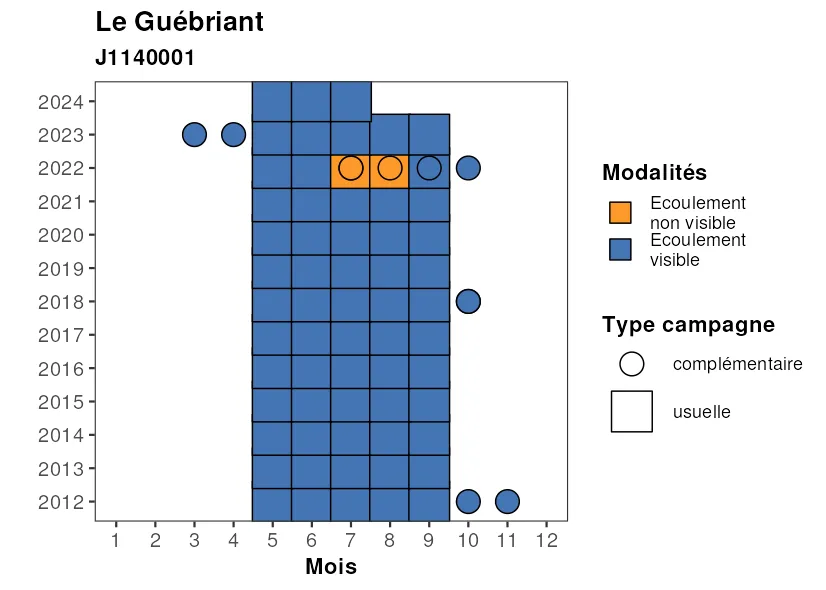 Le Guébriant
J1140001
2024
2023
2022
2021
2020
2019
2018
2017
2016
2015
2014
2013
2012
1 2 3 4 5 6 7 8 9 10 11 12
Mois
Modalités
Ecoulement
non visible
Ecoulement
visible
Type campagne
complémentaire
usuelle